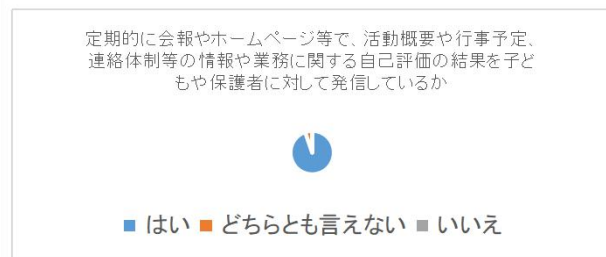 定期的に会報やホームページ等で、活動概要や行事予定、
連絡体制等の情報や業務に関する自己評価の結果を子ど
もや保護者に対して発信しているか
はい どちらとも言えない いいえ